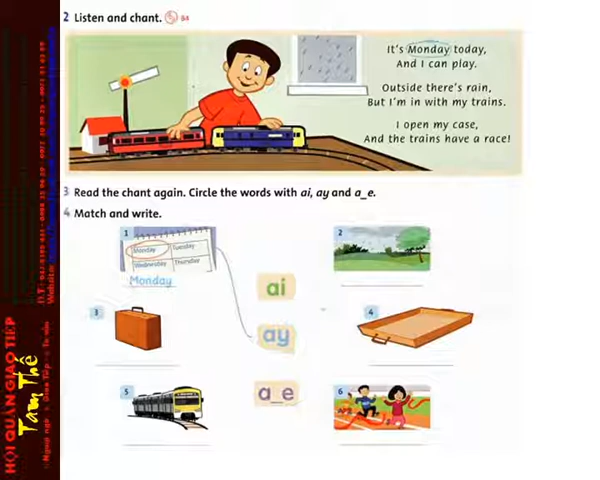 2 Listen and chant. 84
It's Monday today,
And I can play.
Outside there's rain,
But I'm in with my trains.
I open my case,
And the trains have a race!
3 Read the chant again. Circle the words with ai, ay and a_e.
4 Match and write.
1
Monday Tuesday
Wednesday Thursday
Monday
2
ai
3
4
ay
5
a_e
6
HỘI QUÁN GIAO TIẾP
Tam Thê